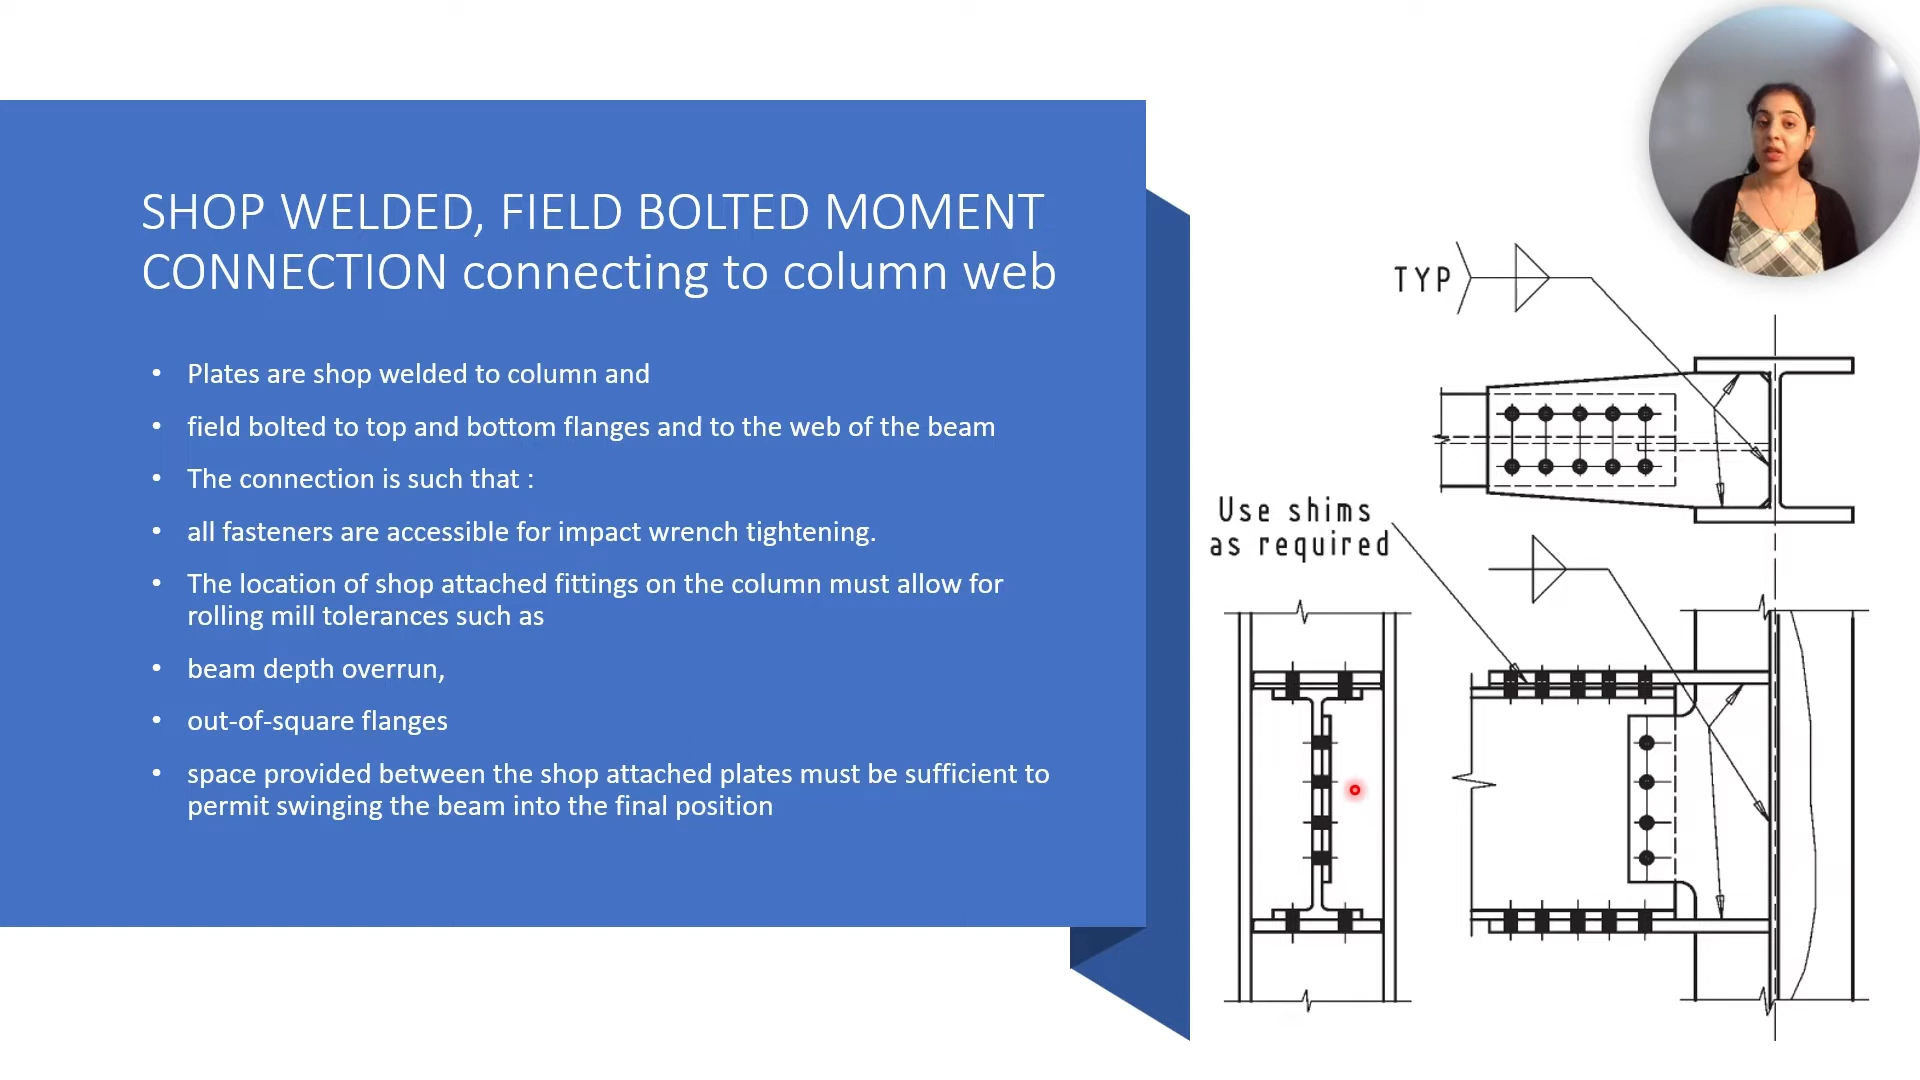 SHOP WELDED, FIELD BOLTED MOMENT
CONNECTION connecting to column web
• Plates are shop welded to column and
• field bolted to top and bottom flanges and to the web of the beam
• The connection is such that :
• all fasteners are accessible for impact wrench tightening.
• The location of shop attached fittings on the column must allow for
rolling mill tolerances such as
• beam depth overrun,
• out-of-square flanges
• space provided between the shop attached plates must be sufficient to
permit swinging the beam into the final position
TYP
Use shims
as required